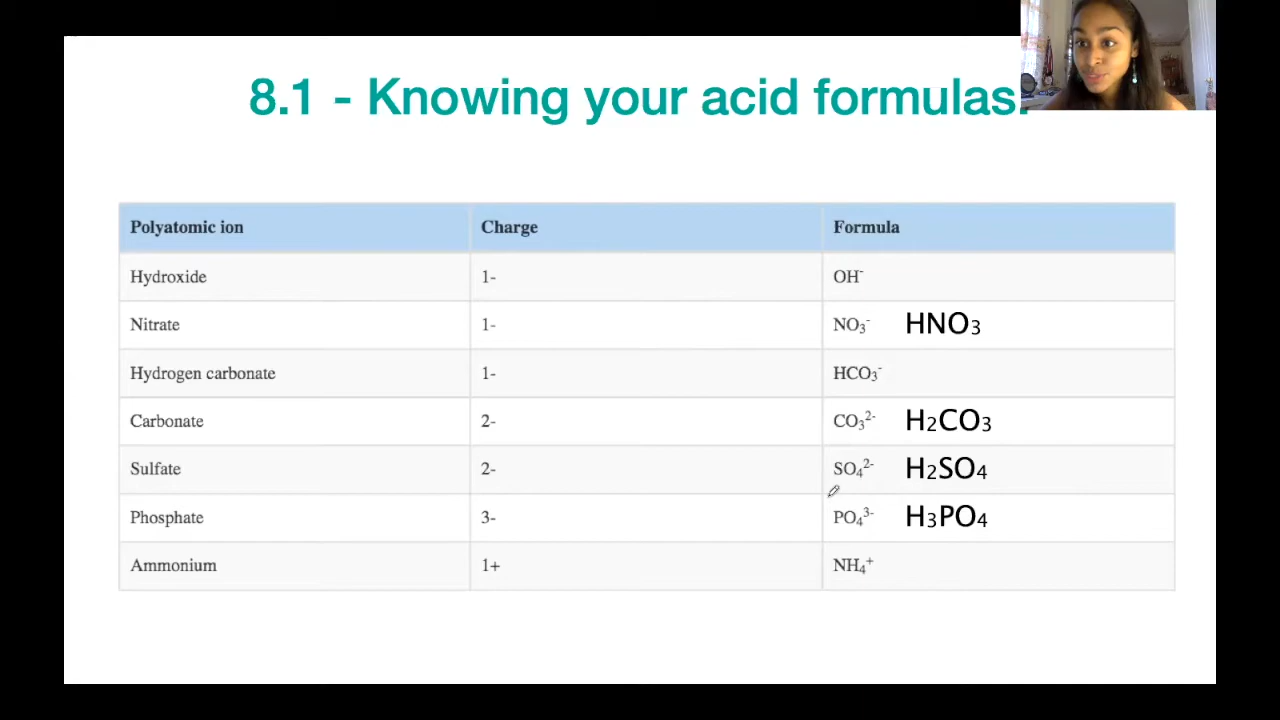 8.1 - Knowing your acid formulas.
Polyatomic ion Charge Formula
Hydroxide 1- OH⁻
Nitrate 1- NO₃⁻ HNO₃
Hydrogen carbonate 1- HCO₃⁻
Carbonate 2- CO₃²⁻ H₂CO₃
Sulfate 2- SO₄²⁻ H₂SO₄
Phosphate 3- PO₄³⁻ H₃PO₄
Ammonium 1+ NH₄⁺